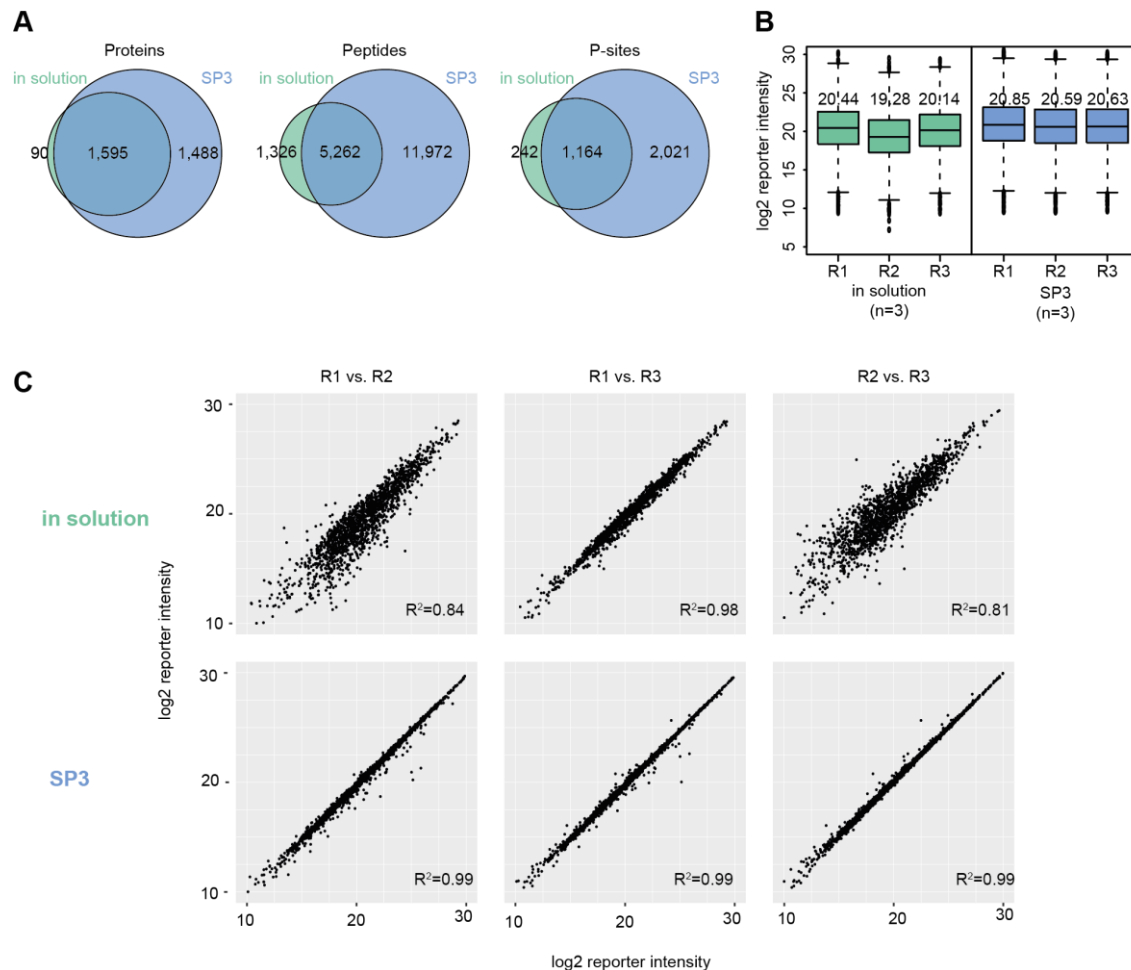 A
Proteins
Peptides
P-sites
in solution
SP3
in solution
SP3
in solution
SP3
90
1,595
1,488
1,326
5,262
11,972
242
1,164
2,021
B
log2 reporter intensity
30
25
20
15
10
5
20.44
19.28
20.14
20.85
20.59
20.63
R1
R2
R3
R1
R2
R3
in solution
(n=3)
SP3
(n=3)
C
R1 vs. R2
R1 vs. R3
R2 vs. R3
in solution
log2 reporter intensity
30
20
10
R²=0.84
R²=0.98
R²=0.81
SP3
30
20
10
R²=0.99
R²=0.99
R²=0.99
10
20
30
10
20
30
10
20
30
log2 reporter intensity